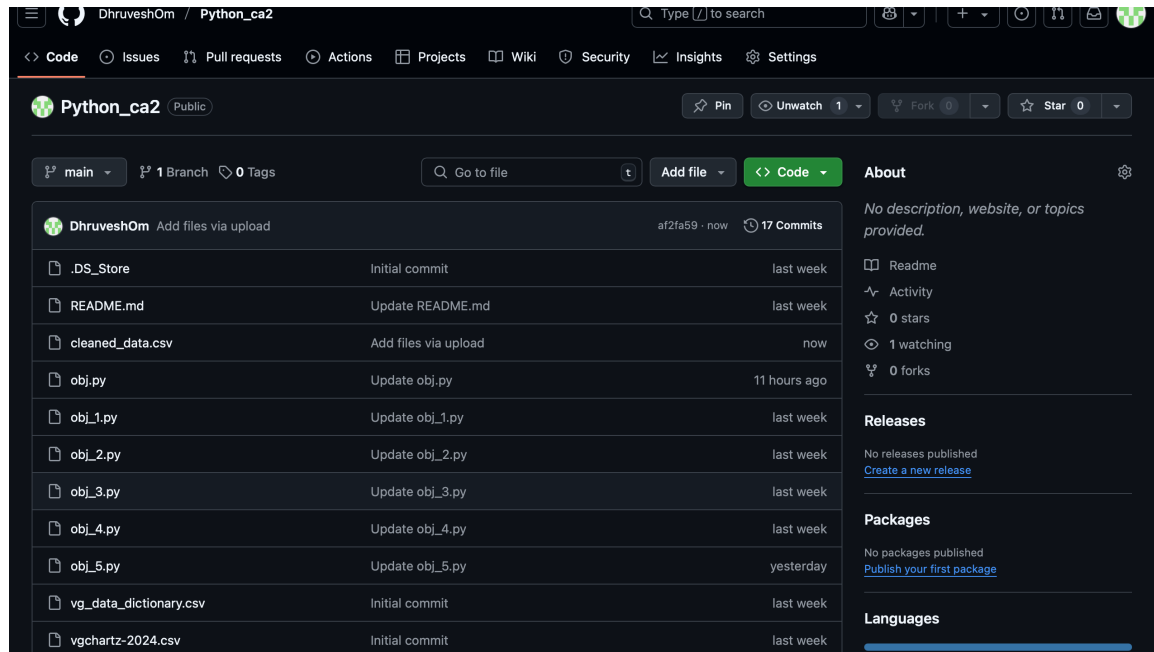 DhruveshOm / Python_ca2 Type / to search
Code Issues Pull requests Actions Projects Wiki Security Insights Settings
Python_ca2 Public Pin Unwatch 1 Fork 0 Star 0
main 1 Branch 0 Tags Go to file t Add file Code
DhruveshOm Add files via upload af2fa59 · now 17 Commits
.DS_Store Initial commit last week
README.md Update README.md last week
cleaned_data.csv Add files via upload now
obj.py Update obj.py 11 hours ago
obj_1.py Update obj_1.py last week
obj_2.py Update obj_2.py last week
obj_3.py Update obj_3.py last week
obj_4.py Update obj_4.py last week
obj_5.py Update obj_5.py yesterday
vg_data_dictionary.csv Initial commit last week
vgchartz-2024.csv Initial commit last week
About
No description, website, or topics
provided.
Readme
Activity
0 stars
1 watching
0 forks
Releases
No releases published
Create a new release
Packages
No packages published
Publish your first package
Languages